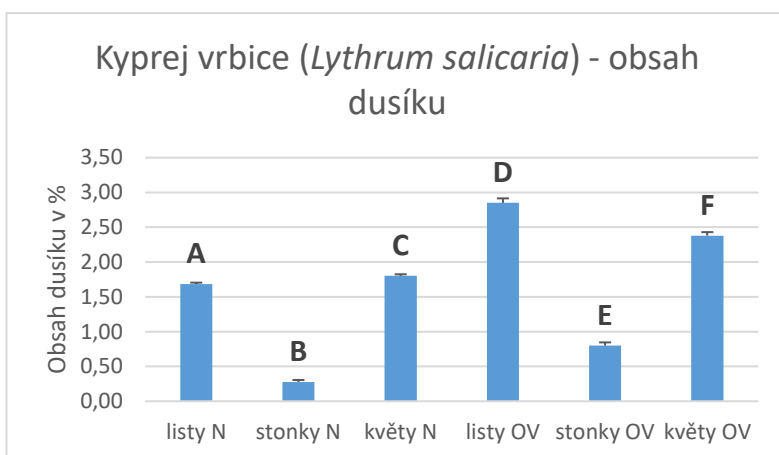 Kyprej vrbice (Lythrum salicaria) - obsah
dusíku
Obsah dusíku v %
3,50
3,00
2,50
2,00
1,50
1,00
0,50
0,00
A
B
C
D
E
F
listy N
stonky N
květy N
listy OV
stonky OV
květy OV